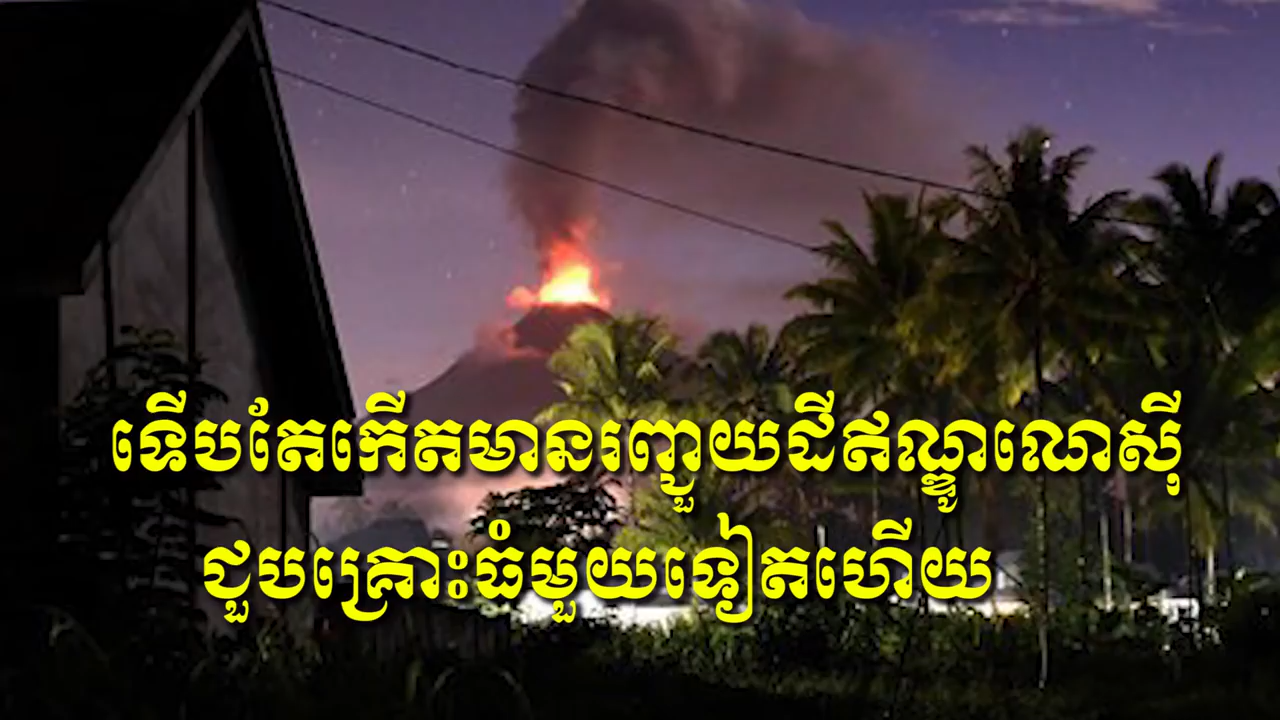 ទើបតែកើតមានរញ្ជួយដីឥណ្ឌូណេស៊ី
ជួបគ្រោះធំមួយទៀតហើយ